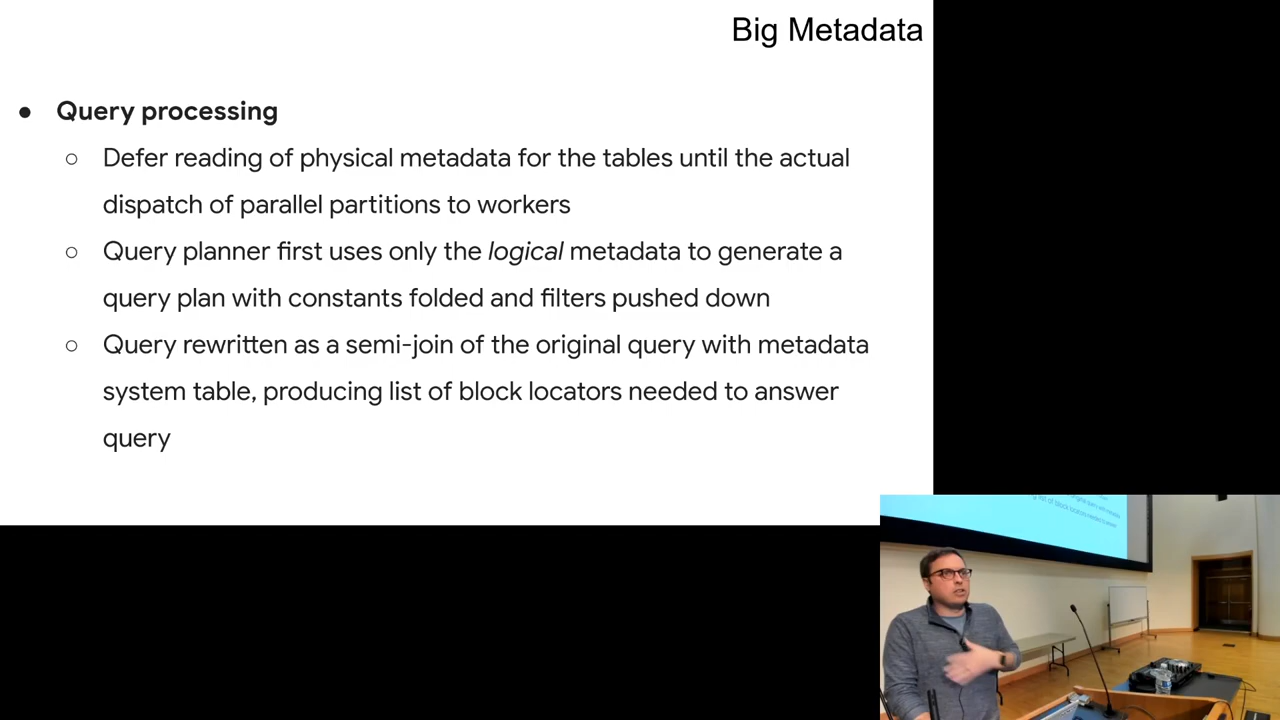 Big Metadata
● Query processing
○ Defer reading of physical metadata for the tables until the actual
dispatch of parallel partitions to workers
○ Query planner first uses only the logical metadata to generate a
query plan with constants folded and filters pushed down
○ Query rewritten as a semi-join of the original query with metadata
system table, producing list of block locators needed to answer
query